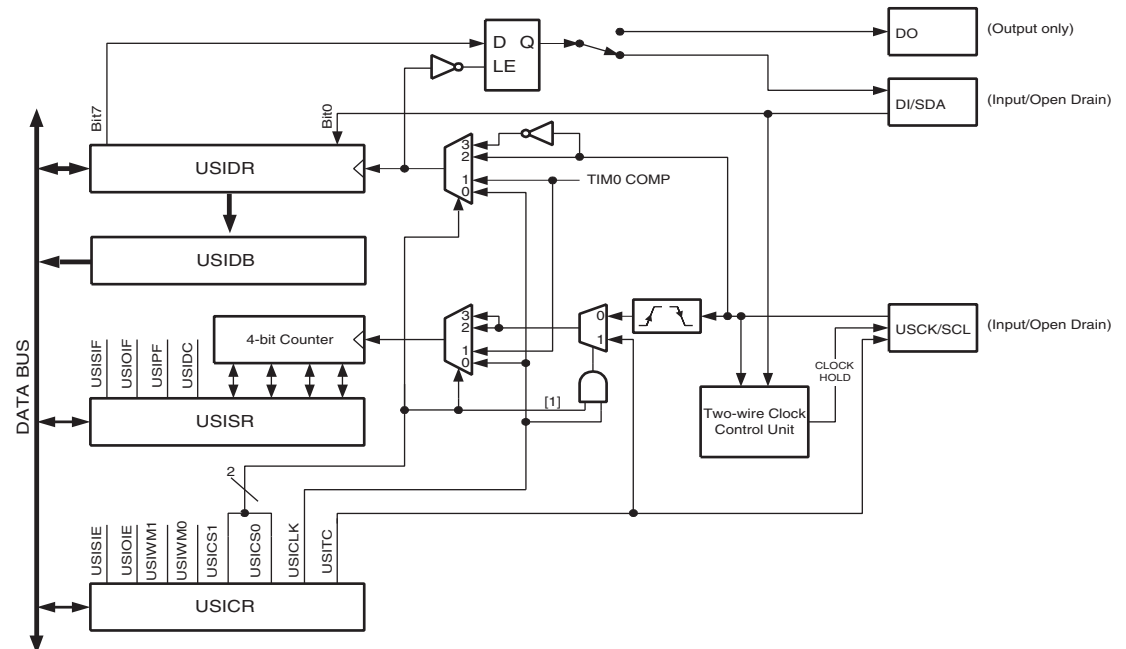 DO
(Output only)
D Q
LE
DI/SDA
(Input/Open Drain)
Bit7
Bit0
USIDR
3
2
1
0
TIM0 COMP
USIDB
DATA BUS
4-bit Counter
3
2
1
0
0
1
USCK/SCL
(Input/Open Drain)
CLOCK
HOLD
USISIF
USIOIF
USIPF
USIDC
USISR
[1]
Two-wire Clock
Control Unit
2
USISIE
USIOIE
USIWM1
USIWM0
USICS1
USICS0
USICLK
USITC
USICR